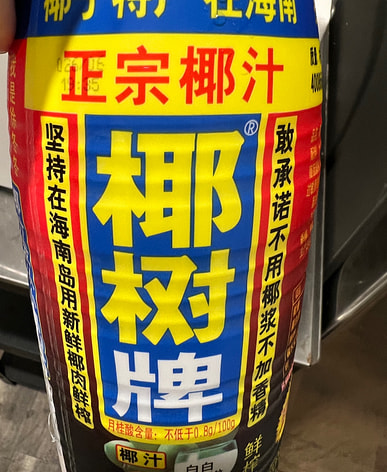 椰子特产 在海南
正宗椰汁
坚持在海南岛用新鲜椰肉鲜榨
椰树牌®
敢承诺不用椰浆不加香精
月桂酸含量:不低于0.8g/100g
椰汁